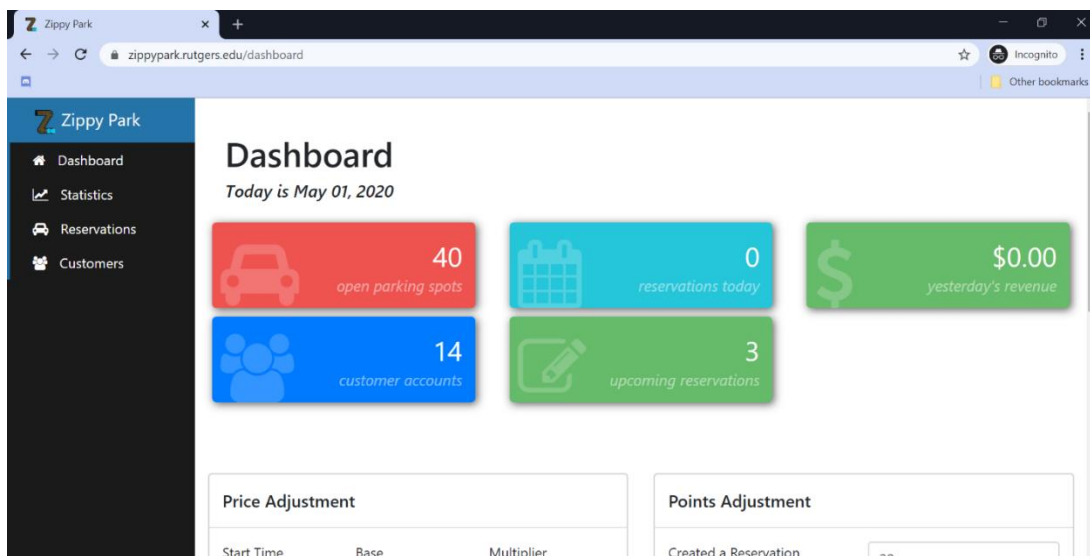 Zippy Park
zippypark.rutgers.edu/dashboard
Incognito
Other bookmarks
Zippy Park
Dashboard
Statistics
Reservations
Customers
Dashboard
Today is May 01, 2020
40
open parking spots
0
reservations today
$0.00
yesterday's revenue
14
customer accounts
3
upcoming reservations
Price Adjustment
Start Time Base Multiplier
Points Adjustment
Created a Reservation